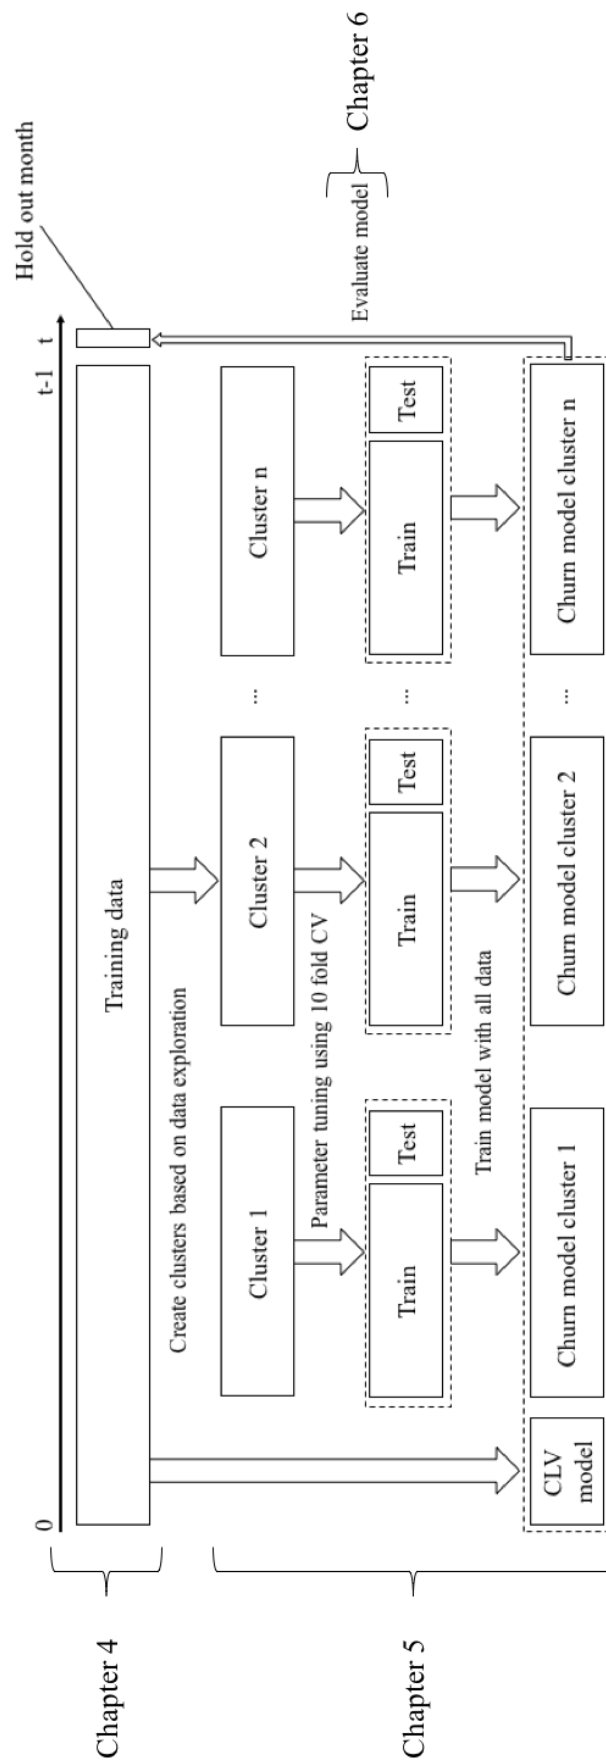 Hold out month
0
t-1
t
Chapter 4
Training data
Create clusters based on data exploration
Cluster 1
Cluster 2
...
Cluster n
Parameter tuning using 10 fold CV
Evaluate model
Chapter 6
Chapter 5
Train
Test
Train
Test
...
Train
Test
Train model with all data
CLV
model
Churn model cluster 1
Churn model cluster 2
...
Churn model cluster n